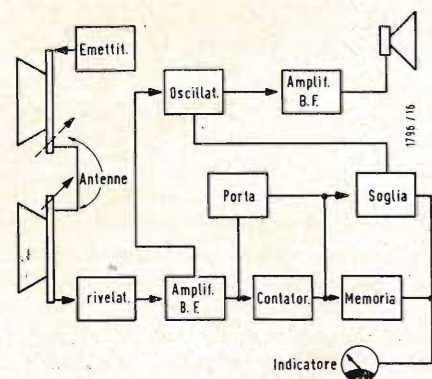 Emettit.
Oscillat.
Amplif.
B.F.
1796 / 16
Antenne
Porta
Soglia
rivelat.
Amplif.
B.F.
Contator.
Memoria
Indicatore